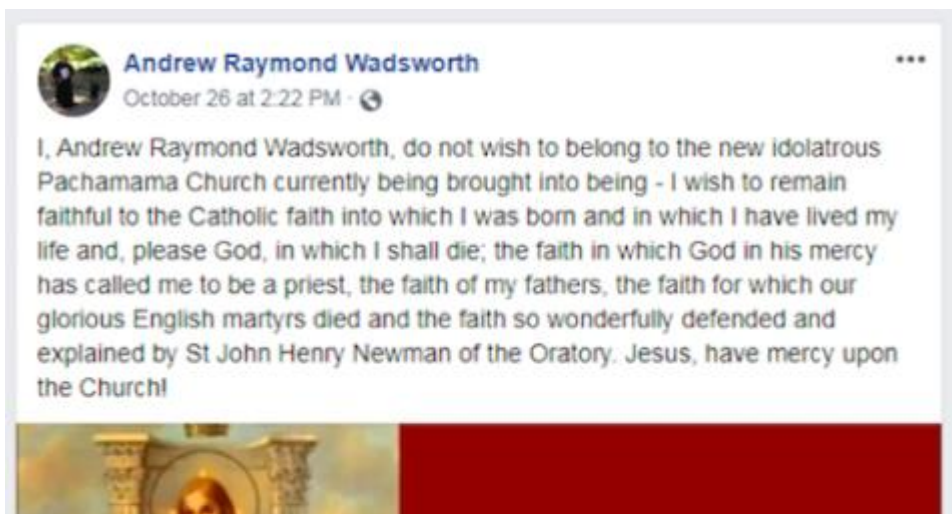 Andrew Raymond Wadsworth
October 26 at 2:22 PM ·
I, Andrew Raymond Wadsworth, do not wish to belong to the new idolatrous
Pachamama Church currently being brought into being - I wish to remain
faithful to the Catholic faith into which I was born and in which I have lived my
life and, please God, in which I shall die; the faith in which God in his mercy
has called me to be a priest, the faith of my fathers, the faith for which our
glorious English martyrs died and the faith so wonderfully defended and
explained by St John Henry Newman of the Oratory. Jesus, have mercy upon
the Church!